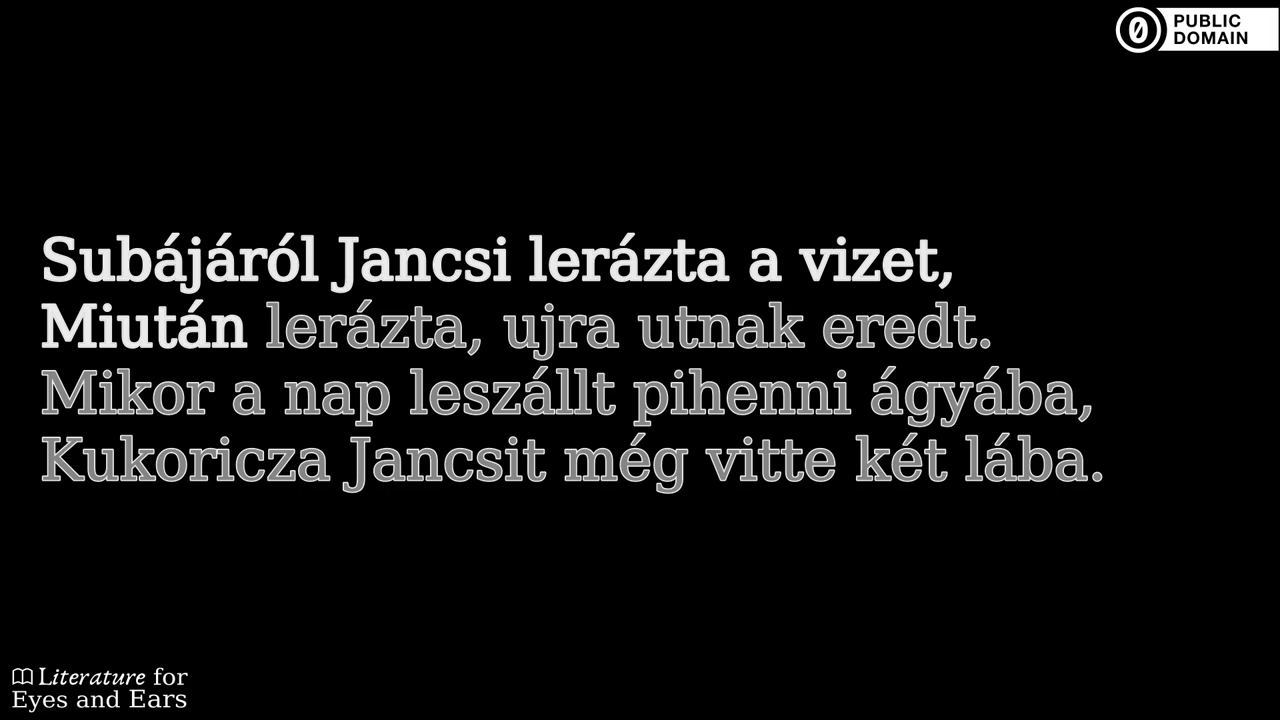 PUBLIC
DOMAIN
Subájáról Jancsi lerázta a vizet,
Miután lerázta, ujra utnak eredt.
Mikor a nap leszállt pihenni ágyába,
Kukoricza Jancsit még vitte két lába.
Literature for
Eyes and Ears